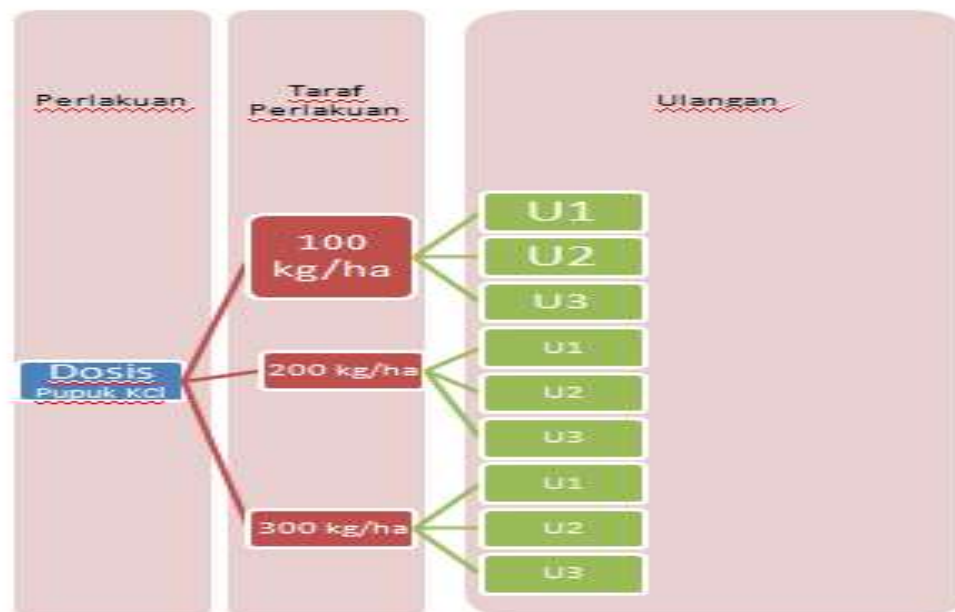 Perlakuan
Taraf
Perlakuan
Ulangan
Dosis
Pupuk KCl
100
kg/ha
U1
U2
U3
200 kg/ha
U1
U2
U3
300 kg/ha
U1
U2
U3